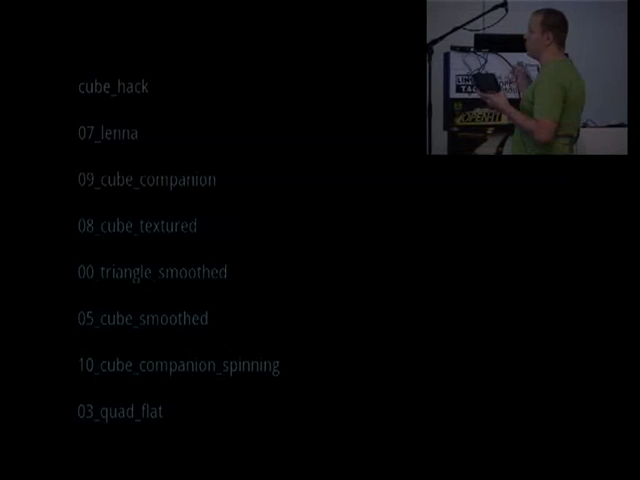 cube_hack
07_lenna
09_cube_companion
08_cube_textured
00_triangle_smoothed
05_cube_smoothed
10_cube_companion_spinning
03_quad_flat